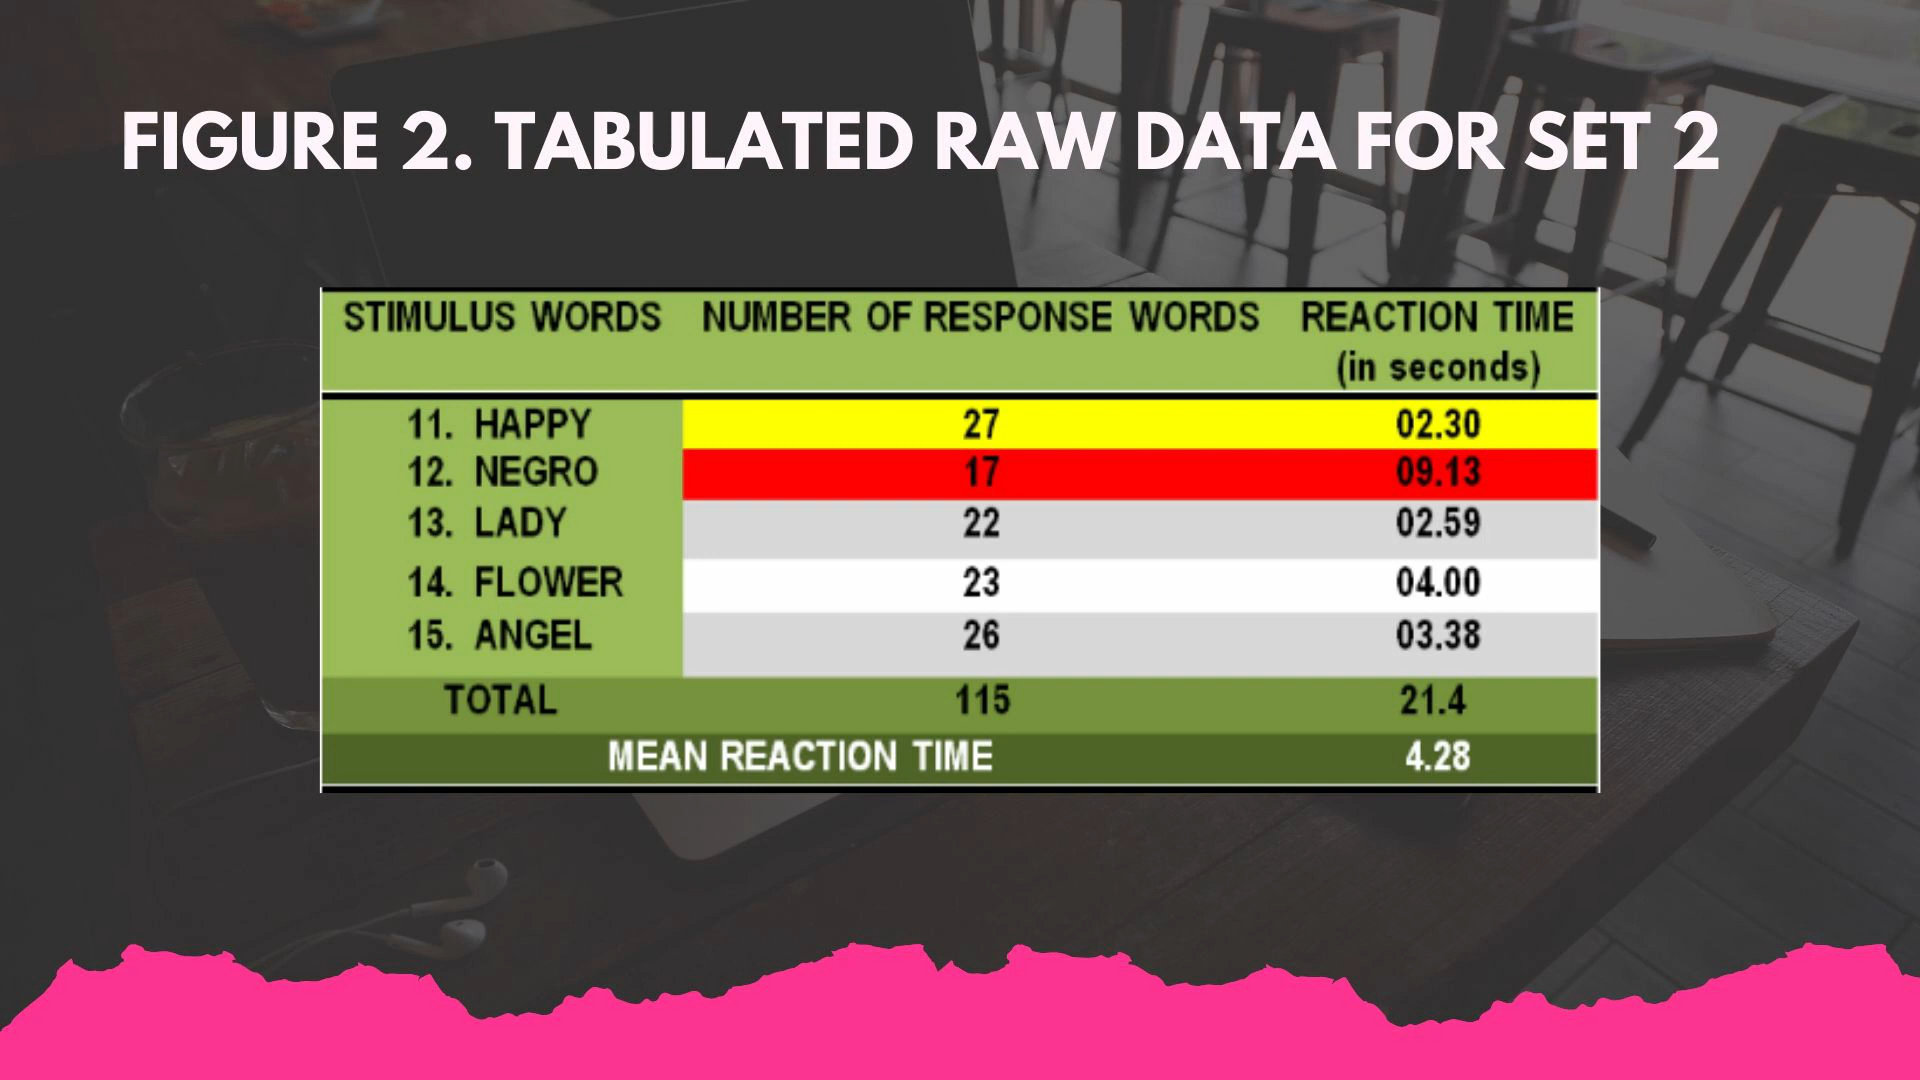 FIGURE 2. TABULATED RAW DATA FOR SET 2
STIMULUS WORDS NUMBER OF RESPONSE WORDS REACTION TIME
(in seconds)
11. HAPPY 27 02.30
12. NEGRO 17 09.13
13. LADY 22 02.59
14. FLOWER 23 04.00
15. ANGEL 26 03.38
TOTAL 115 21.4
MEAN REACTION TIME 4.28